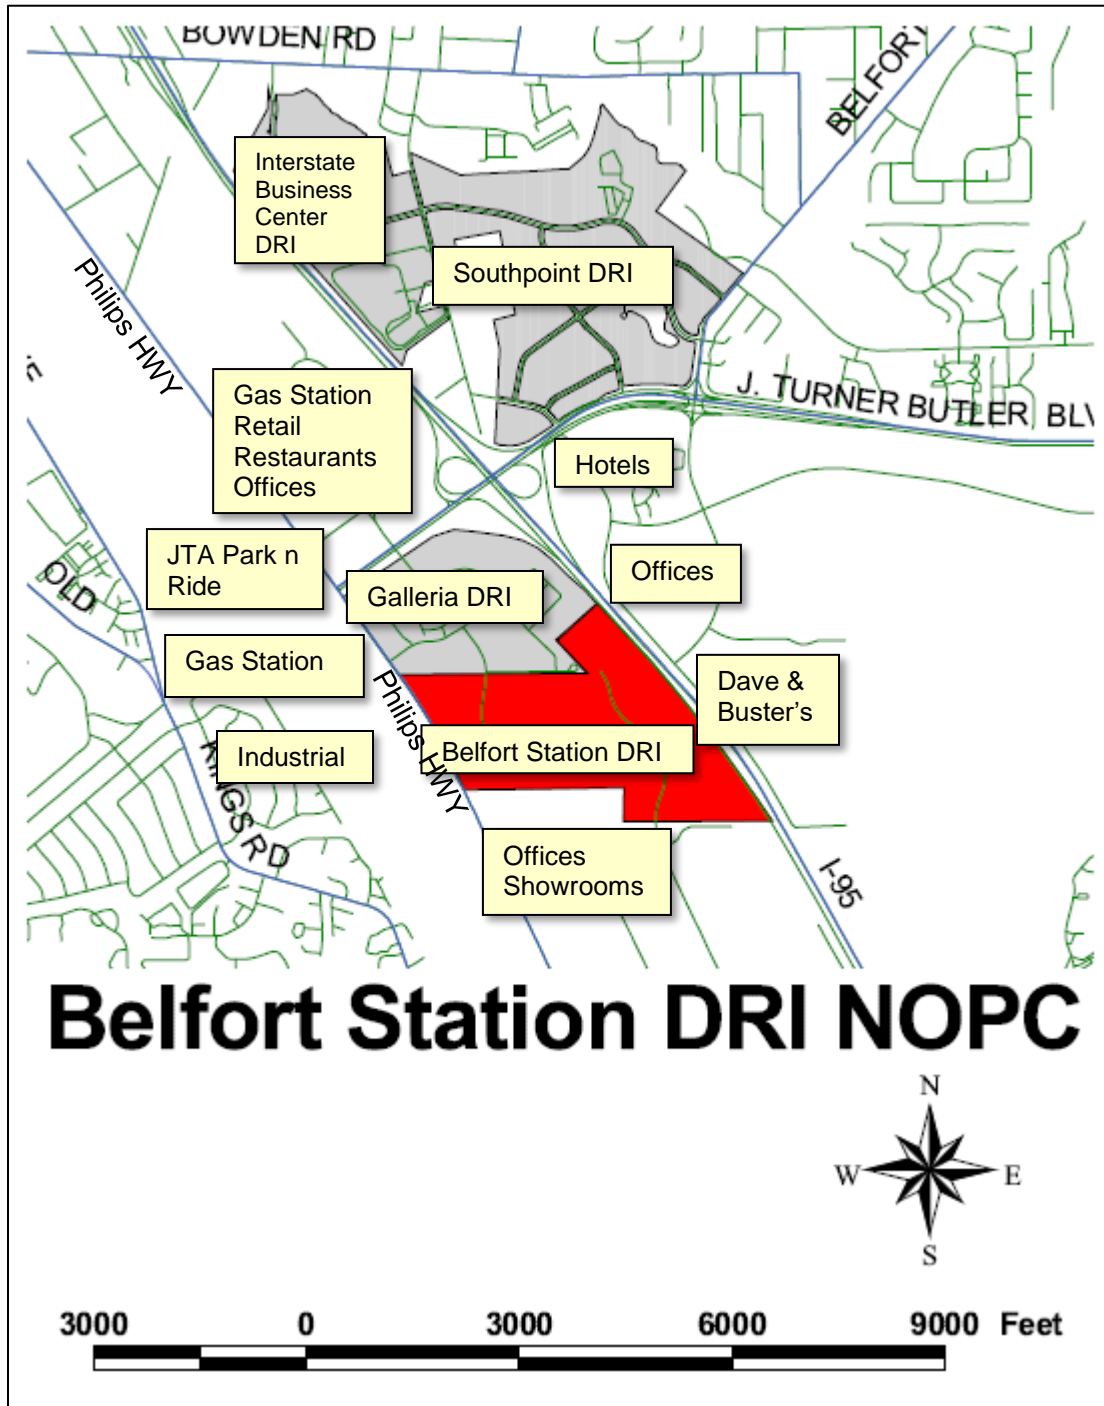 BOWDEN RD
BELFORT
Interstate
Business
Center
DRI
Southpoint DRI
Philips HWY
J. TURNER BUTLER BLV
Gas Station
Retail
Restaurants
Offices
Hotels
JTA Park n
Ride
Offices
OLD
Galleria DRI
Gas Station
Dave &
Buster's
Philips HWY
Belfort Station DRI
Industrial
KINGS RD
Offices
Showrooms
I-95
Belfort Station DRI NOPC
N
W E
S
3000 0 3000 6000 9000 Feet